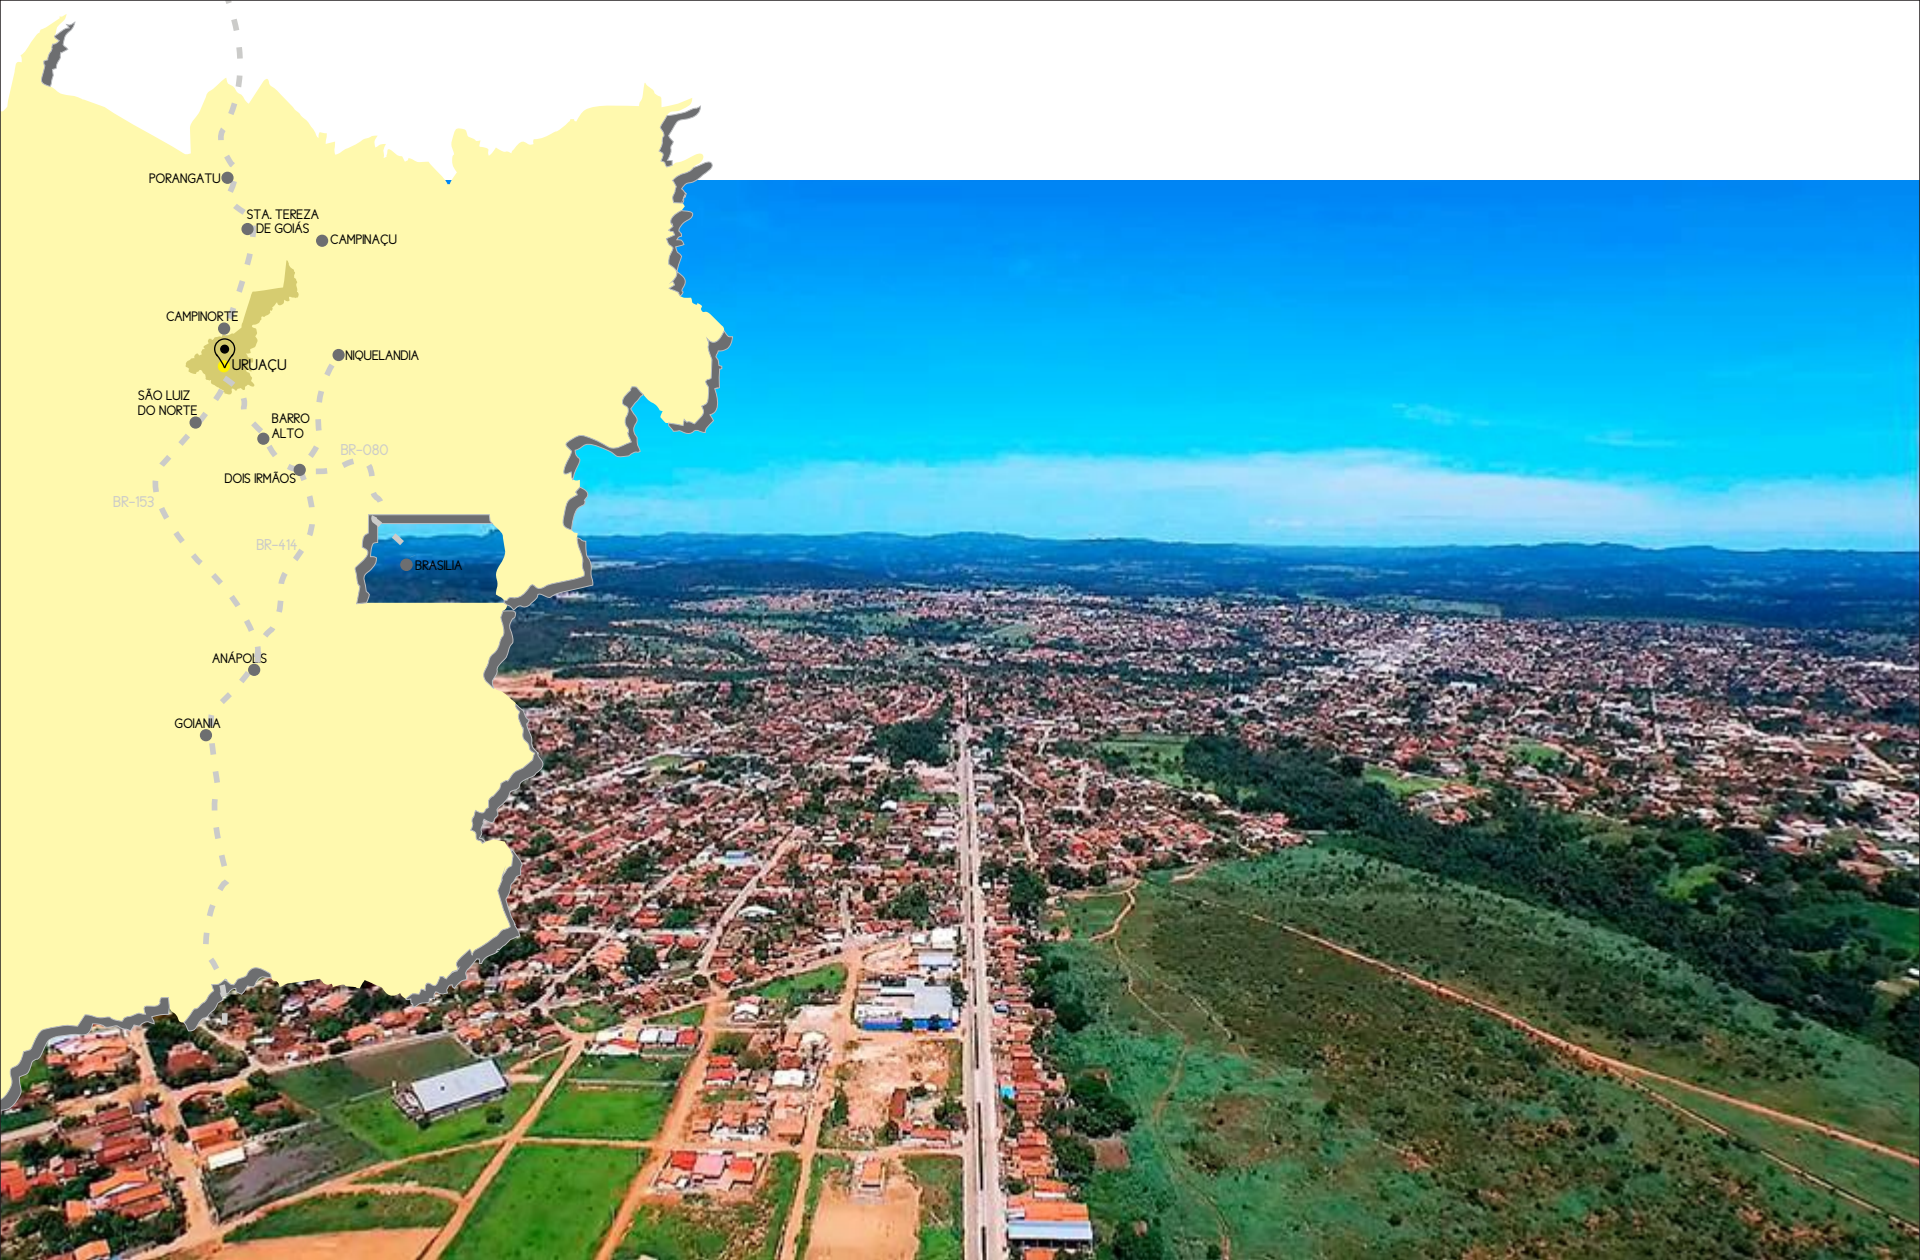 PORANGATU
STA. TEREZA
DE GOIÁS
CAMPINAÇU
CAMPINORTE
URUAÇU
NIQUELANDIA
SÃO LUIZ
DO NORTE
BARRO
ALTO
BR-080
DOIS IRMÃOS
BR-153
BR-414
BRASILIA
ANÁPOLIS
GOIANIA